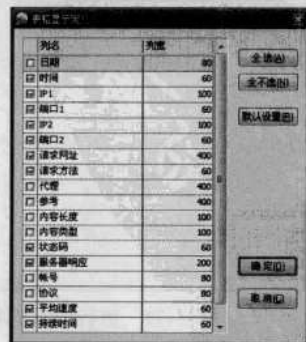 列名 列宽
日期 80
时间 60
IP1 100
端口1 60
IP2 100
端口2 60
请求网址 400
请求方法 60
代理 400
参考 400
内容长度 100
内容类型 100
状态码 60
服务器响应 200
帐号 80
协议 80
平均速度 60
持续时间 60
全选(A)
全不选(N)
默认设置(B)
确定(O)
取消(C)